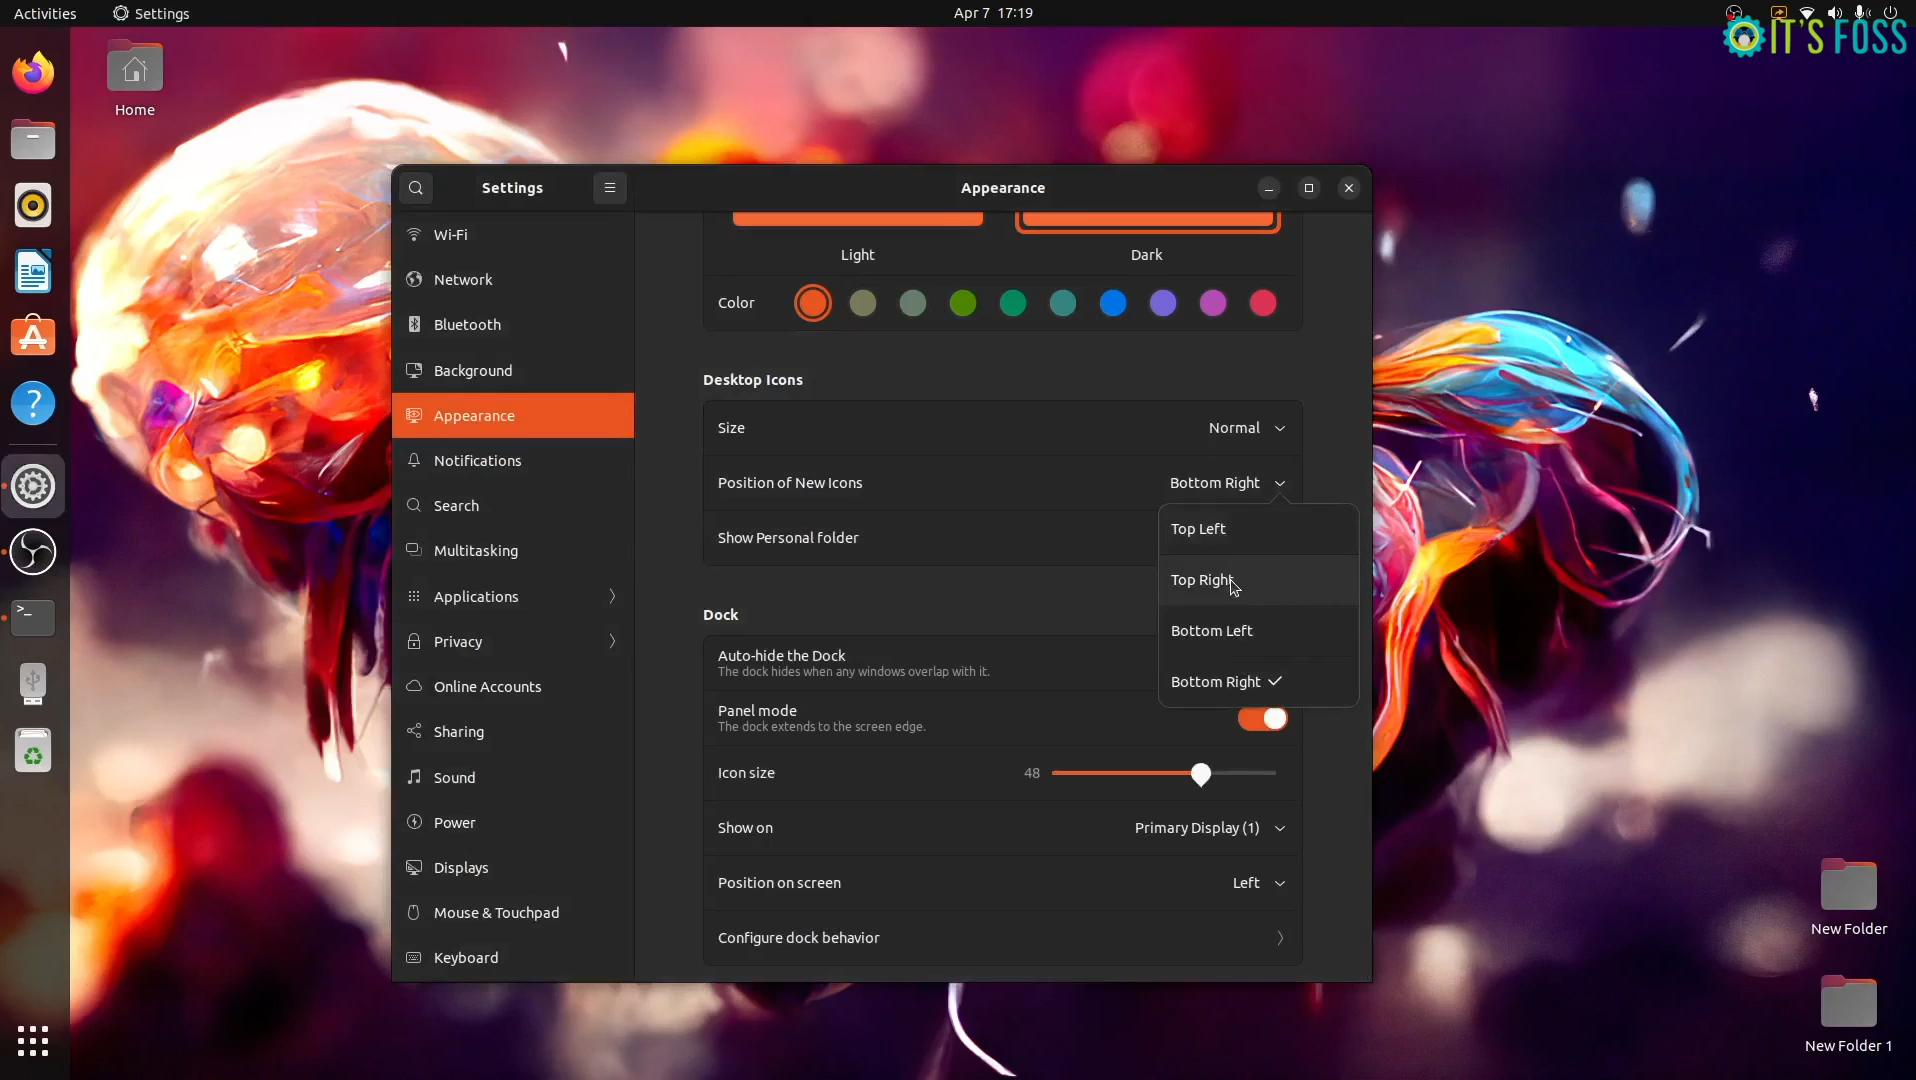 Activities
Settings
Apr 7 17:19
IT'S FOSS
Home
Settings
Appearance
Wi-Fi
Network
Bluetooth
Background
Appearance
Notifications
Search
Multitasking
Applications
Privacy
Online Accounts
Sharing
Sound
Power
Displays
Mouse & Touchpad
Keyboard
Light
Dark
Color
Desktop Icons
Size
Normal
Position of New Icons
Bottom Right
Show Personal folder
Top Left
Top Right
Bottom Left
Bottom Right
Dock
Auto-hide the Dock
The dock hides when any windows overlap with it.
Panel mode
The dock extends to the screen edge.
Icon size
48
Show on
Primary Display (1)
Position on screen
Left
Configure dock behavior
New Folder
New Folder 1